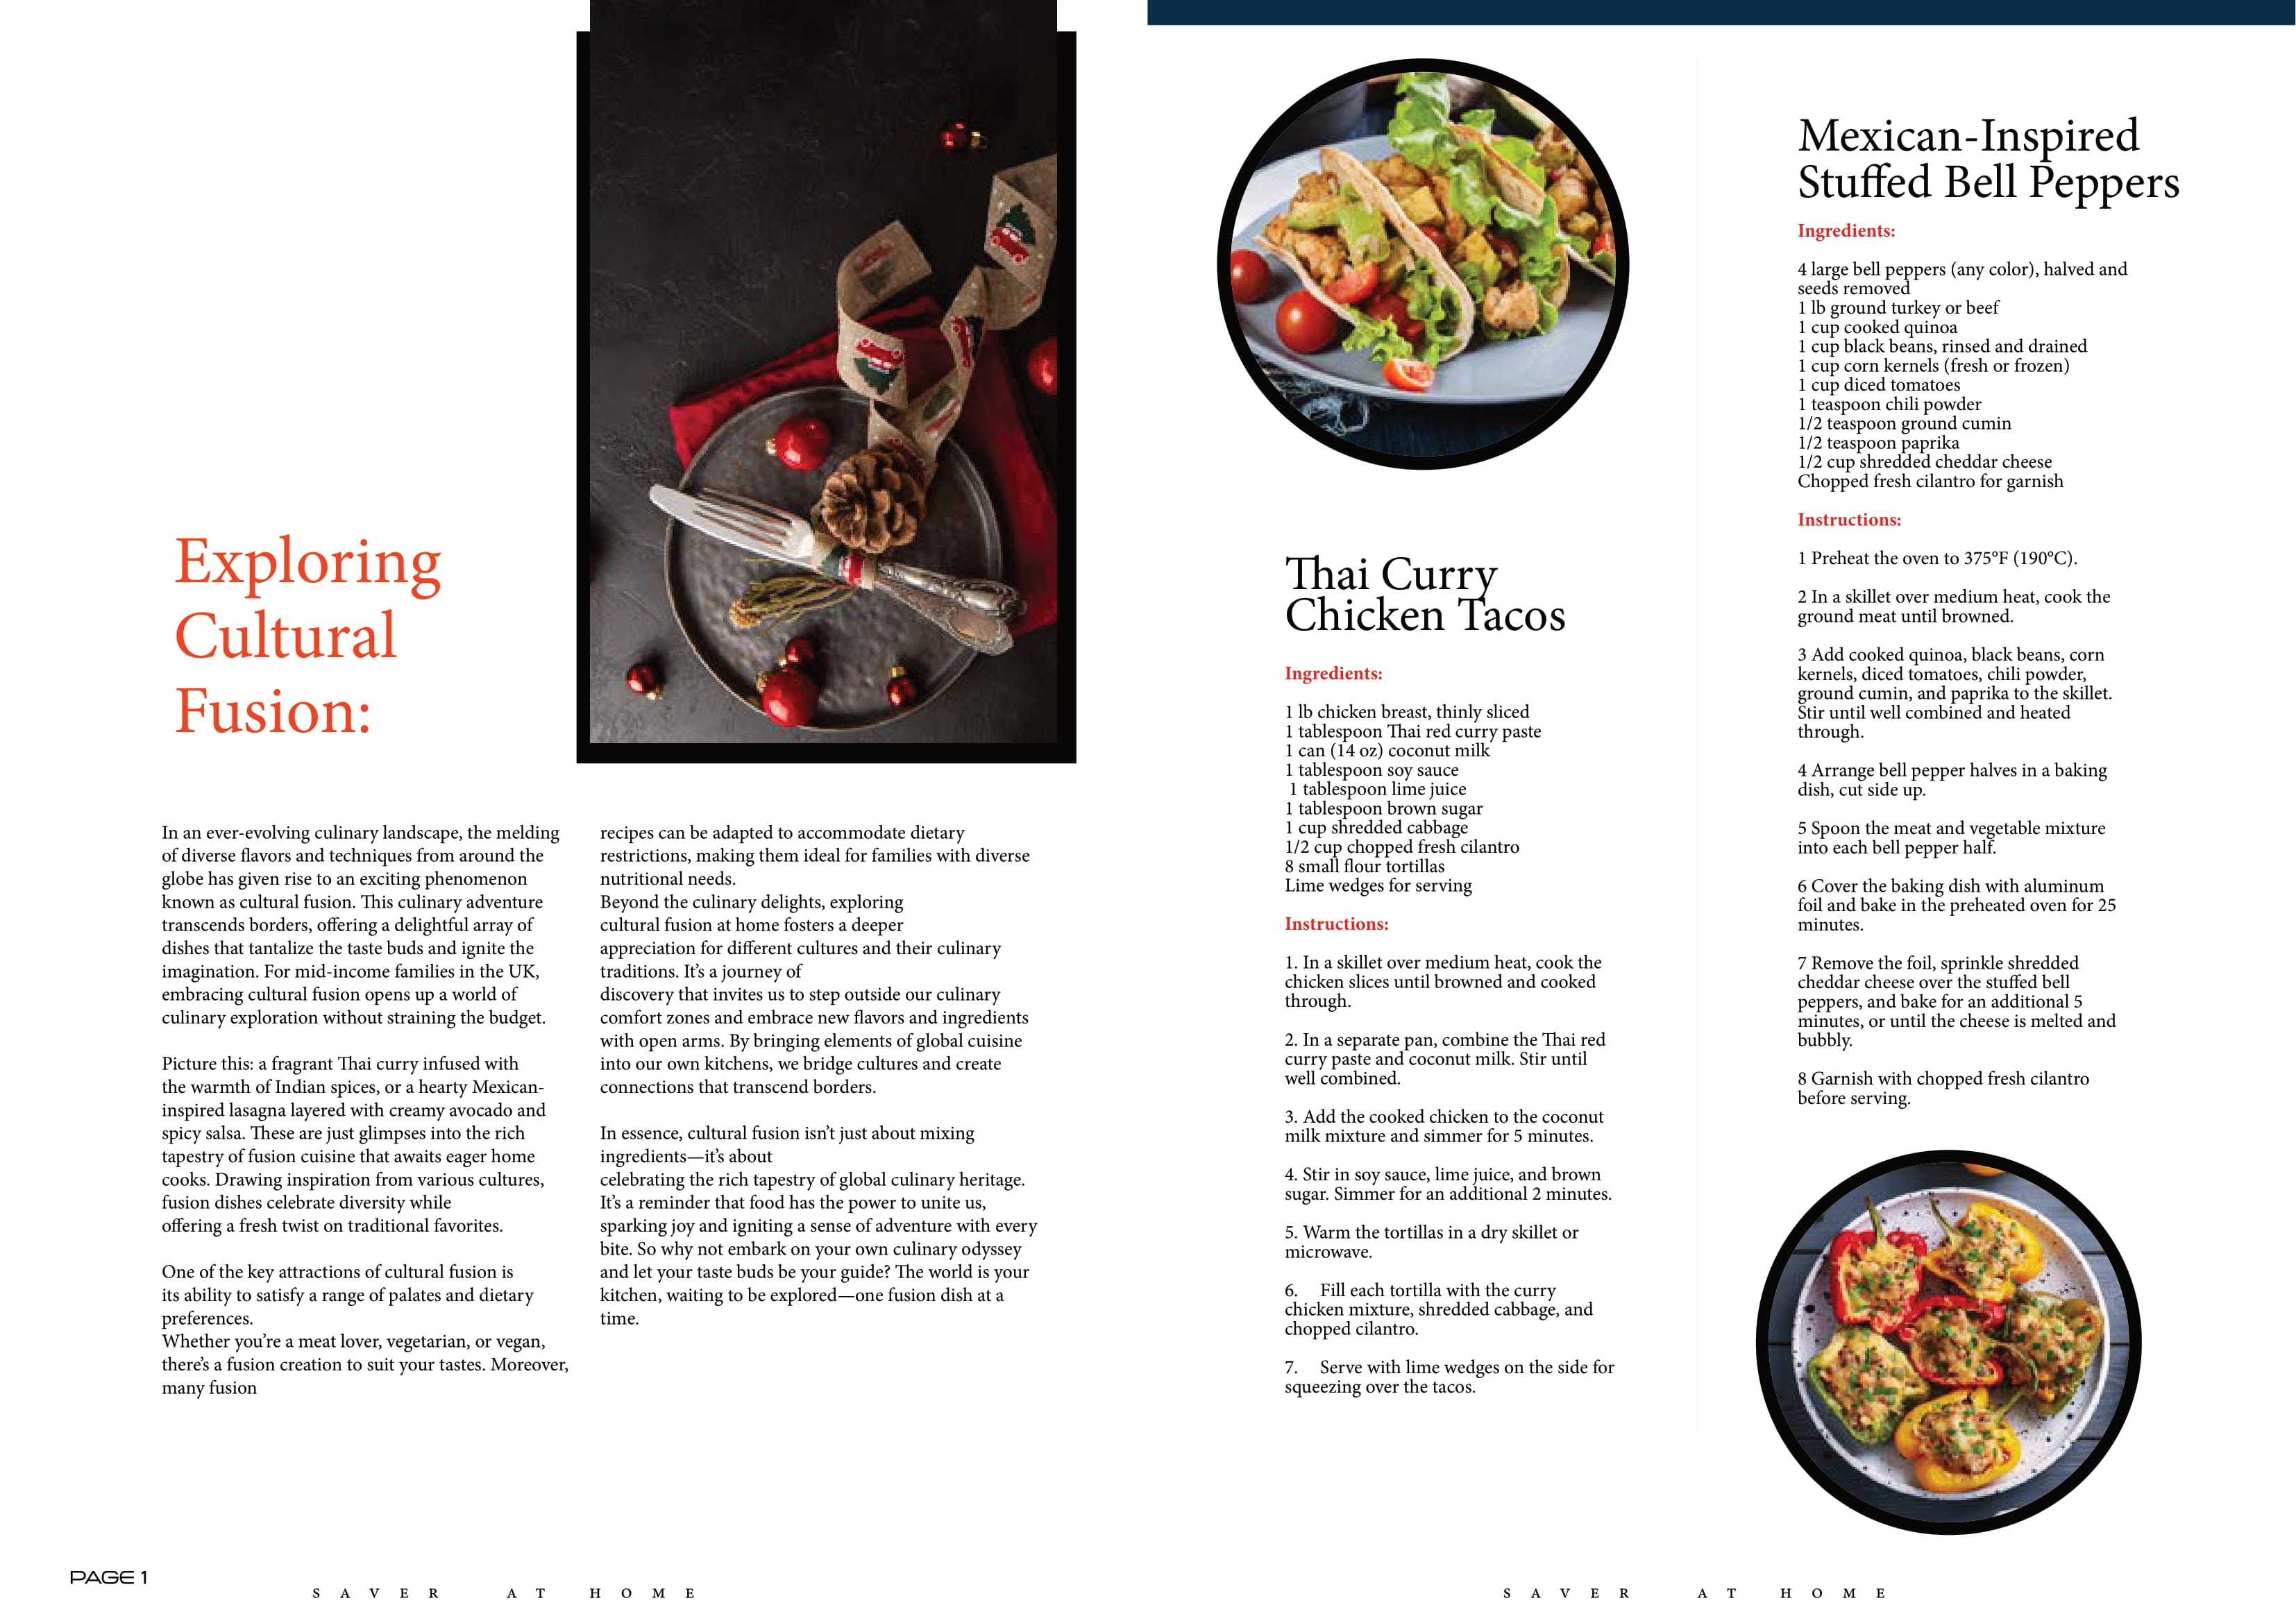 Exploring
Cultural
Fusion:
In an ever-evolving culinary landscape, the melding
of diverse flavors and techniques from around the
globe has given rise to an exciting phenomenon
known as cultural fusion. This culinary adventure
transcends borders, offering a delightful array of
dishes that tantalize the taste buds and ignite the
imagination. For mid-income families in the UK,
embracing cultural fusion opens up a world of
culinary exploration without straining the budget.
Picture this: a fragrant Thai curry infused with
the warmth of Indian spices, or a hearty Mexican-
inspired lasagna layered with creamy avocado and
spicy salsa. These are just glimpses into the rich
tapestry of fusion cuisine that awaits eager home
cooks. Drawing inspiration from various cultures,
fusion dishes celebrate diversity while
offering a fresh twist on traditional favorites.
One of the key attractions of cultural fusion is
its ability to satisfy a range of palates and dietary
preferences.
Whether you're a meat lover, vegetarian, or vegan,
there's a fusion creation to suit your tastes. Moreover,
many fusion
recipes can be adapted to accommodate dietary
restrictions, making them ideal for families with diverse
nutritional needs.
Beyond the culinary delights, exploring
cultural fusion at home fosters a deeper
appreciation for different cultures and their culinary
traditions. It's a journey of
discovery that invites us to step outside our culinary
comfort zones and embrace new flavors and ingredients
with open arms. By bringing elements of global cuisine
into our own kitchens, we bridge cultures and create
connections that transcend borders.
In essence, cultural fusion isn't just about mixing
ingredients—it's about
celebrating the rich tapestry of global culinary heritage.
It's a reminder that food has the power to unite us,
sparking joy and igniting a sense of adventure with every
bite. So why not embark on your own culinary odyssey
and let your taste buds be your guide? The world is your
kitchen, waiting to be explored—one fusion dish at a
time.
PAGE 1
SAVER AT HOME
Thai Curry
Chicken Tacos
Ingredients:
1 lb chicken breast, thinly sliced
1 tablespoon Thai red curry paste
1 can (14 oz) coconut milk
1 tablespoon soy sauce
1 tablespoon lime juice
1 tablespoon brown sugar
1 cup shredded cabbage
1/2 cup chopped fresh cilantro
8 small flour tortillas
Lime wedges for serving
Instructions:
1. In a skillet over medium heat, cook the
chicken slices until browned and cooked
through.
2. In a separate pan, combine the Thai red
curry paste and coconut milk. Stir until
well combined.
3. Add the cooked chicken to the coconut
milk mixture and simmer for 5 minutes.
4. Stir in soy sauce, lime juice, and brown
sugar. Simmer for an additional 2 minutes.
5. Warm the tortillas in a dry skillet or
microwave.
6. Fill each tortilla with the curry
chicken mixture, shredded cabbage, and
chopped cilantro.
7. Serve with lime wedges on the side for
squeezing over the tacos.
Mexican-Inspired
Stuffed Bell Peppers
Ingredients:
4 large bell peppers (any color), halved and
seeds removed
1 lb ground turkey or beef
1 cup cooked quinoa
1 cup black beans, rinsed and drained
1 cup corn kernels (fresh or frozen)
1 cup diced tomatoes
1 teaspoon chili powder
1/2 teaspoon ground cumin
1/2 teaspoon paprika
1/2 cup shredded cheddar cheese
Chopped fresh cilantro for garnish
Instructions:
1 Preheat the oven to 375°F (190°C).
2 In a skillet over medium heat, cook the
ground meat until browned.
3 Add cooked quinoa, black beans, corn
kernels, diced tomatoes, chili powder,
ground cumin, and paprika to the skillet.
Stir until well combined and heated
through.
4 Arrange bell pepper halves in a baking
dish, cut side up.
5 Spoon the meat and vegetable mixture
into each bell pepper half.
6 Cover the baking dish with aluminum
foil and bake in the preheated oven for 25
minutes.
7 Remove the foil, sprinkle shredded
cheddar cheese over the stuffed bell
peppers, and bake for an additional 5
minutes, or until the cheese is melted and
bubbly.
8 Garnish with chopped fresh cilantro
before serving.
SAVER AT HOME